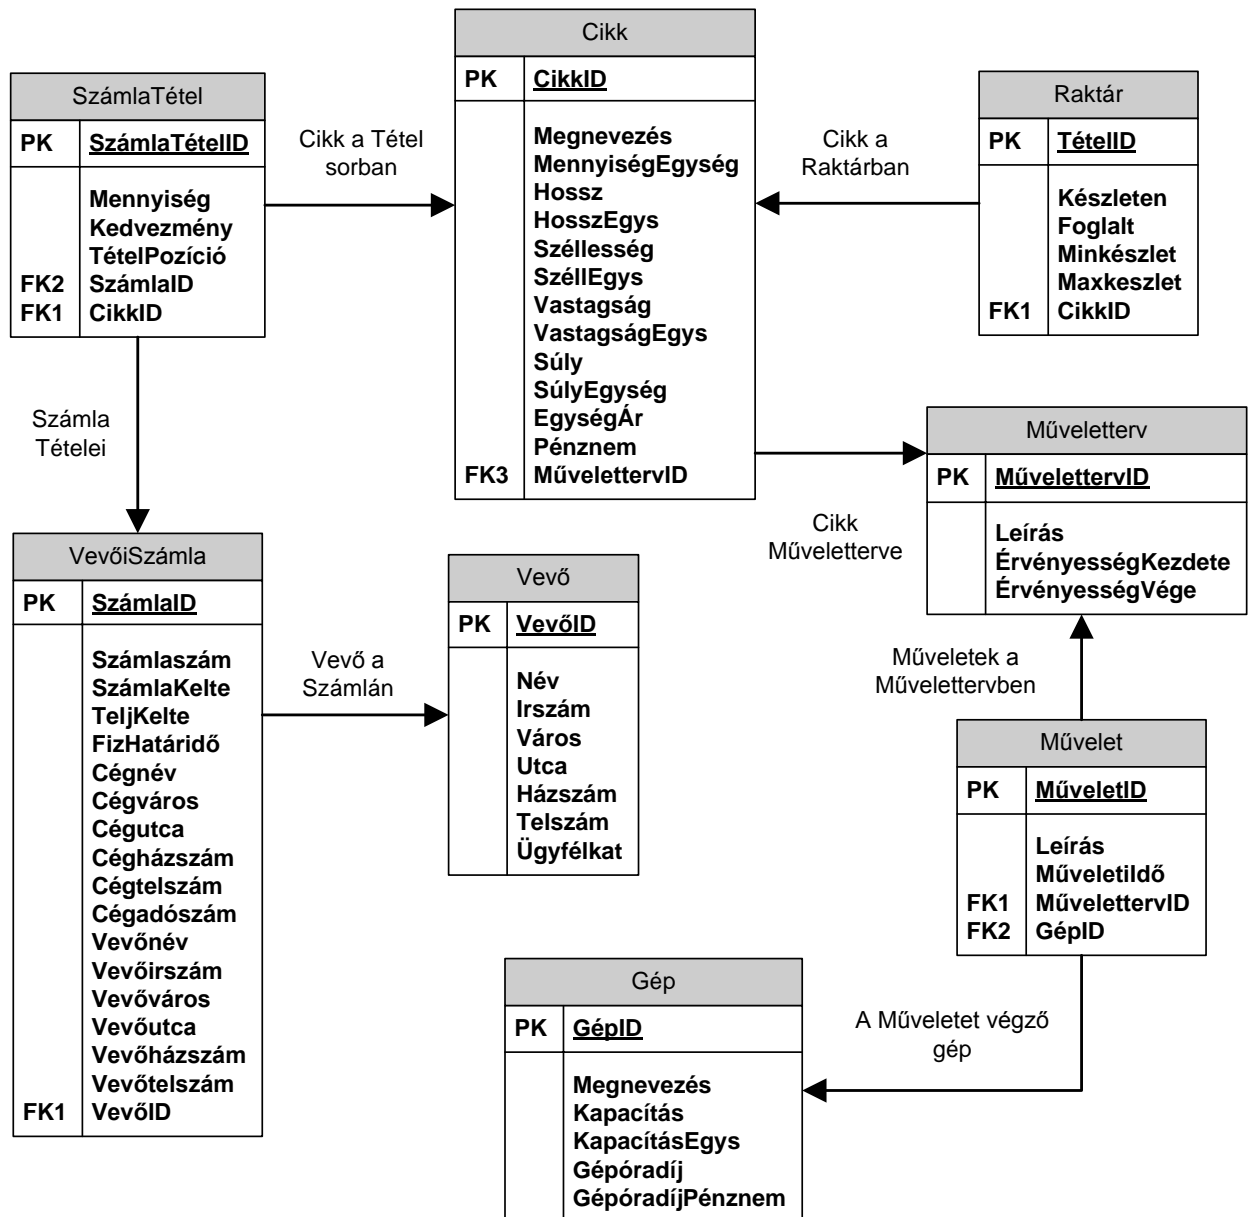 Cikk
PK CikkID
Megnevezés
MennyiségEgység
Hossz
HosszEgys
Széllesség
SzéllEgys
Vastagság
VastagságEgys
Súly
SúlyEgység
EgységÁr
Pénznem
FK3 MűvelettervID
SzámlaTétel
PK SzámlaTételID
Mennyiség
Kedvezmény
TételPozíció
FK2 SzámlaID
FK1 CikkID
Cikk a Tétel
sorban
Raktár
PK TételID
Készleten
Foglalt
Minkészlet
Maxkeszlet
FK1 CikkID
Cikk a
Raktárban
Számla
Tételei
Műveletterv
PK MűvelettervID
Leírás
ÉrvényességKezdete
ÉrvényességVége
Cikk
Műveletterve
VevőiSzámla
PK SzámlaID
Számlaszám
SzámlaKelte
TeljKelte
FizHatáridő
Cégnév
Cégváros
Cégutca
Cégházszám
Cégtelszám
Cégadószám
Vevőnév
Vevőirszám
Vevőváros
Vevőutca
Vevőházszám
Vevőtelszám
FK1 VevőID
Vevő a
Számlán
Vevő
PK VevőID
Név
Irszám
Város
Utca
Házszám
Telszám
Ügyfélkat
Műveletek a
Művelettervben
Művelet
PK MűveletID
Leírás
MűveletiIdő
FK1 MűvelettervID
FK2 GépID
A Műveletet végző
gép
Gép
PK GépID
Megnevezés
Kapacítás
KapacításEgys
Gépóradíj
GépóradíjPénznem